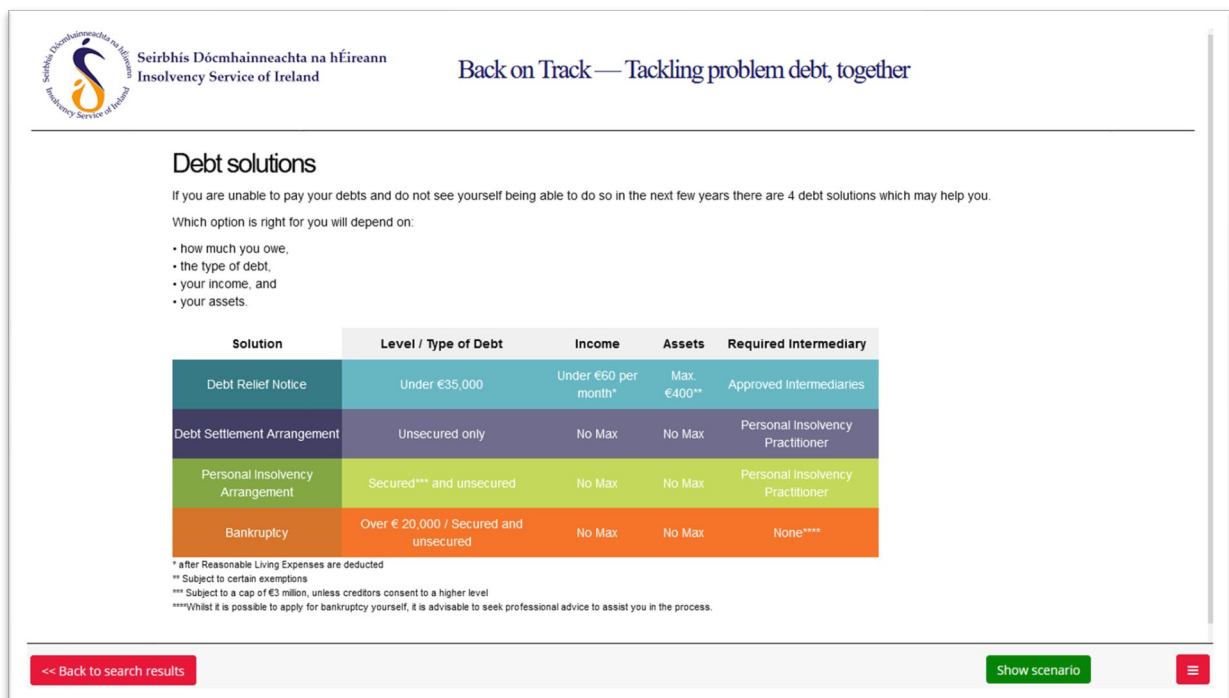 Seirbhís Dócmhainneachta na hÉireann
Insolvency Service of Ireland
Seirbhís Dócmhainneachta na hÉireann
Insolvency Service of Ireland
Back on Track — Tackling problem debt, together
Debt solutions
If you are unable to pay your debts and do not see yourself being able to do so in the next few years there are 4 debt solutions which may help you.
Which option is right for you will depend on:
• how much you owe,
• the type of debt,
• your income, and
• your assets.
Solution Level / Type of Debt Income Assets Required Intermediary
Debt Relief Notice Under €35,000 Under €60 per month* Max. €400** Approved Intermediaries
Debt Settlement Arrangement Unsecured only No Max No Max Personal Insolvency Practitioner
Personal Insolvency Arrangement Secured*** and unsecured No Max No Max Personal Insolvency Practitioner
Bankruptcy Over € 20,000 / Secured and unsecured No Max No Max None****
* after Reasonable Living Expenses are deducted
** Subject to certain exemptions
*** Subject to a cap of €3 million, unless creditors consent to a higher level
****Whilst it is possible to apply for bankruptcy yourself, it is advisable to seek professional advice to assist you in the process.
<< Back to search results
Show scenario